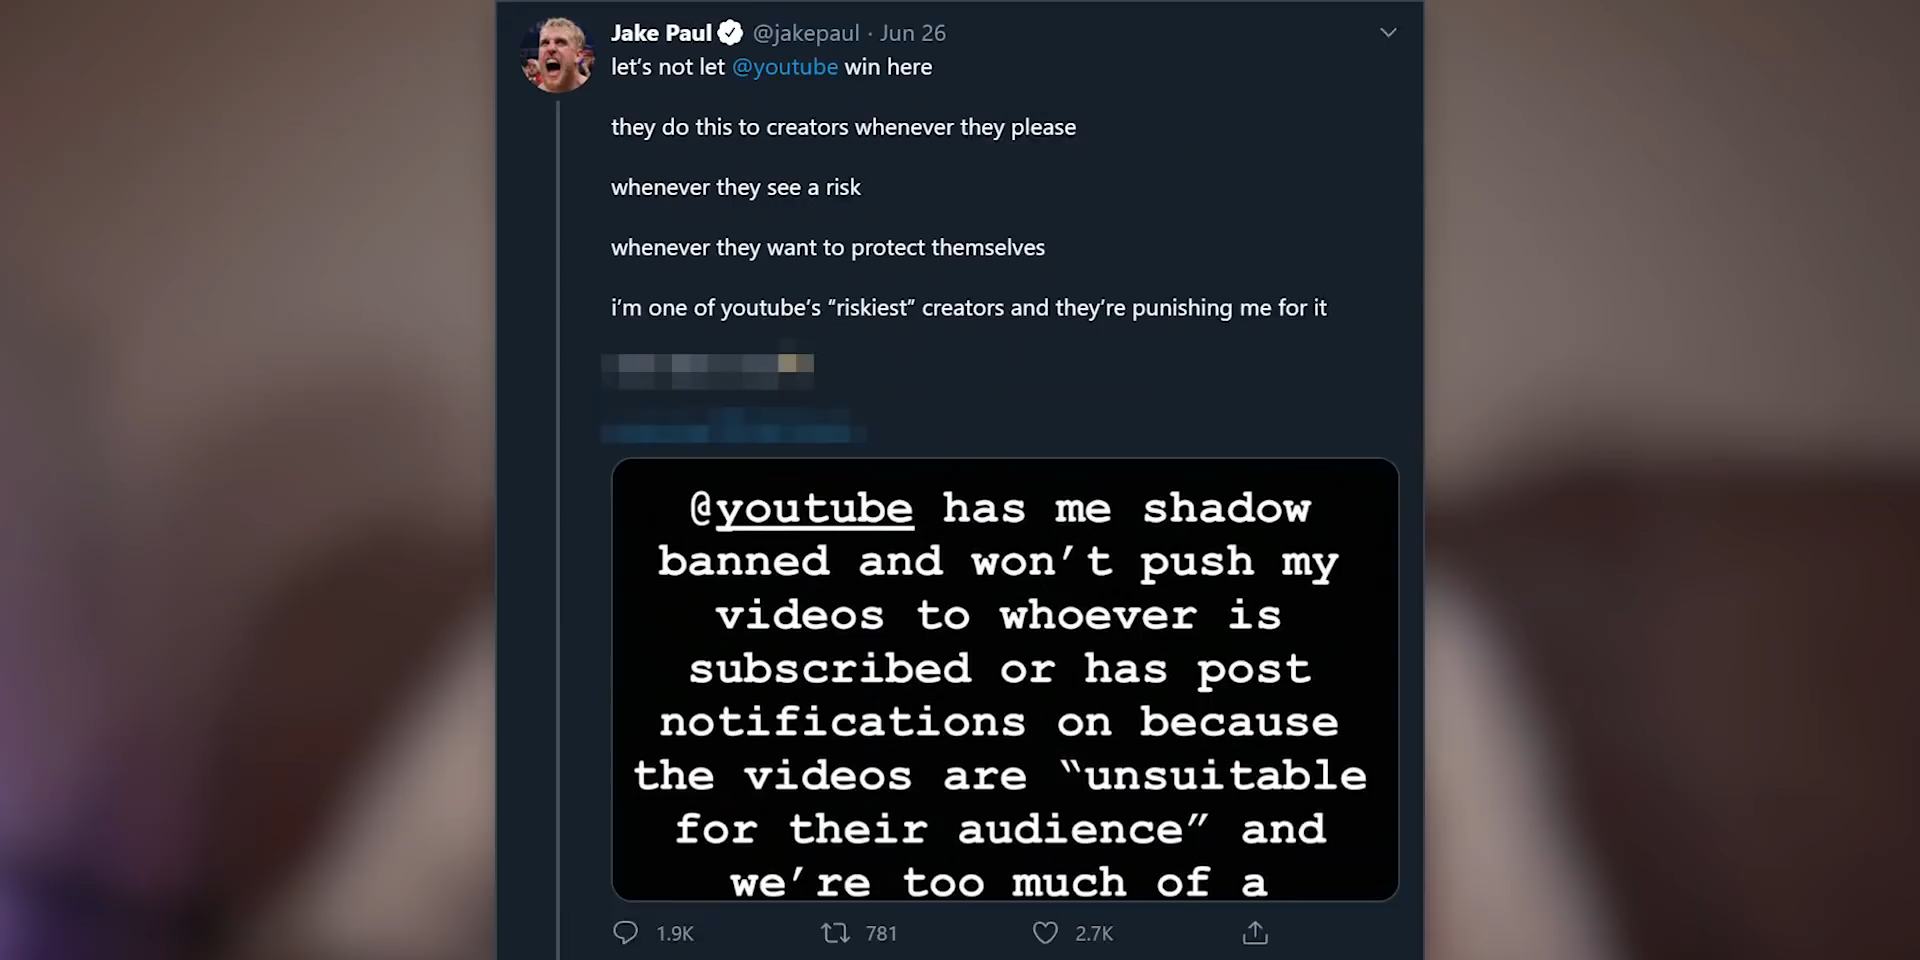 Jake Paul @jakepaul · Jun 26
let’s not let @youtube win here
they do this to creators whenever they please
whenever they see a risk
whenever they want to protect themselves
i’m one of youtube’s “riskiest” creators and they’re punishing me for it
@youtube has me shadow
banned and won’t push my
videos to whoever is
subscribed or has post
notifications on because
the videos are “unsuitable
for their audience” and
we’re too much of a
1.9K 781 2.7K